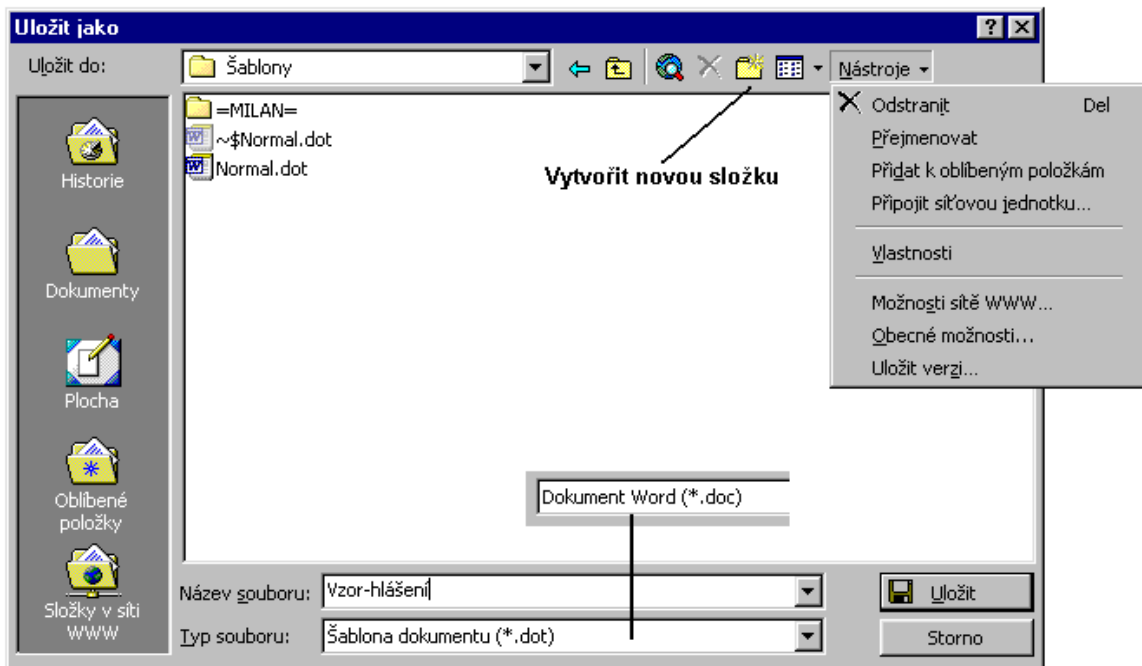 Uložit jako
Uložit do:
Šablony
Nástroje
=MILAN=
~$Normal.dot
Normal.dot
Vytvořit novou složku
Odstranit Del
Přejmenovat
Přidat k oblíbeným položkám
Připojit síťovou jednotku...
Vlastnosti
Možnosti sítě WWW...
Obecné možnosti...
Uložit verzi...
Historie
Dokumenty
Plocha
Oblíbené
položky
Složky v síti
WWW
Dokument Word (*.doc)
Název souboru: Vzor-hlášení
Uložit
Typ souboru: Šablona dokumentu (*.dot)
Storno